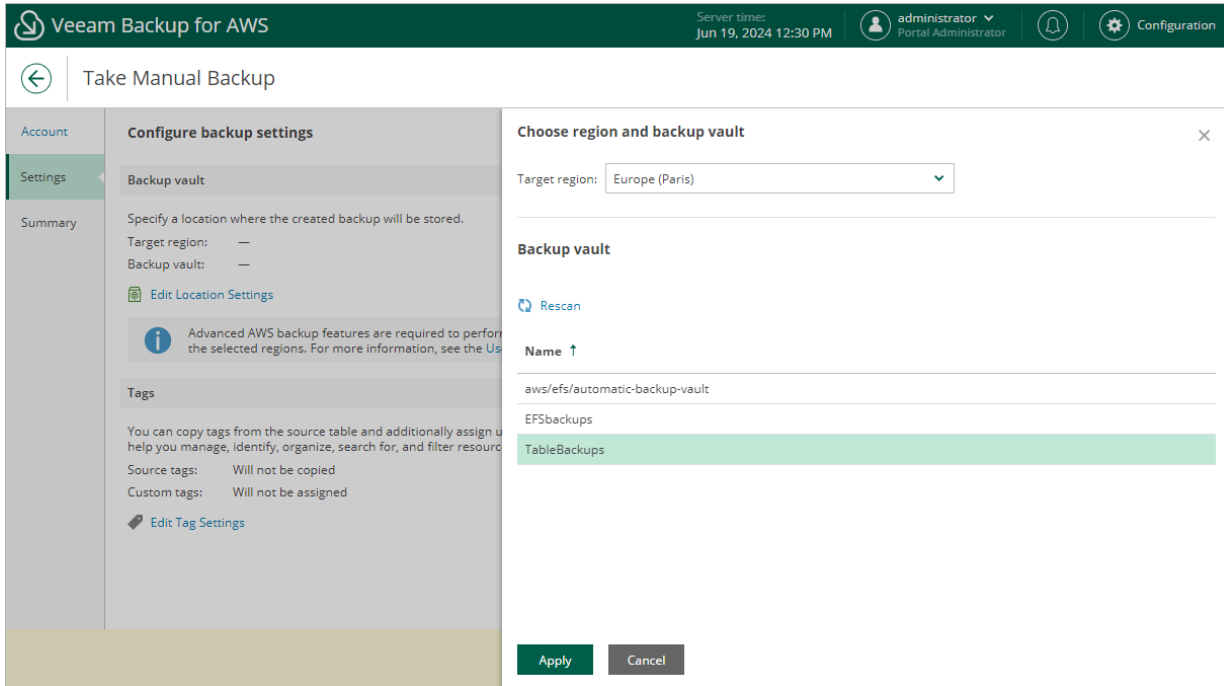 Veeam Backup for AWS
Server time:
Jun 19, 2024 12:30 PM
administrator
Portal Administrator
Configuration
Take Manual Backup
Account
Settings
Summary
Configure backup settings
Backup vault
Specify a location where the created backup will be stored.
Target region: —
Backup vault: —
Edit Location Settings
Advanced AWS backup features are required to perfor
the selected regions. For more information, see the Us
Tags
You can copy tags from the source table and additionally assign u
help you manage, identify, organize, search for, and filter resourc
Source tags: Will not be copied
Custom tags: Will not be assigned
Edit Tag Settings
Choose region and backup vault
Target region: Europe (Paris)
Backup vault
Rescan
Name ↑
aws/efs/automatic-backup-vault
EFSbackups
TableBackups
Apply Cancel